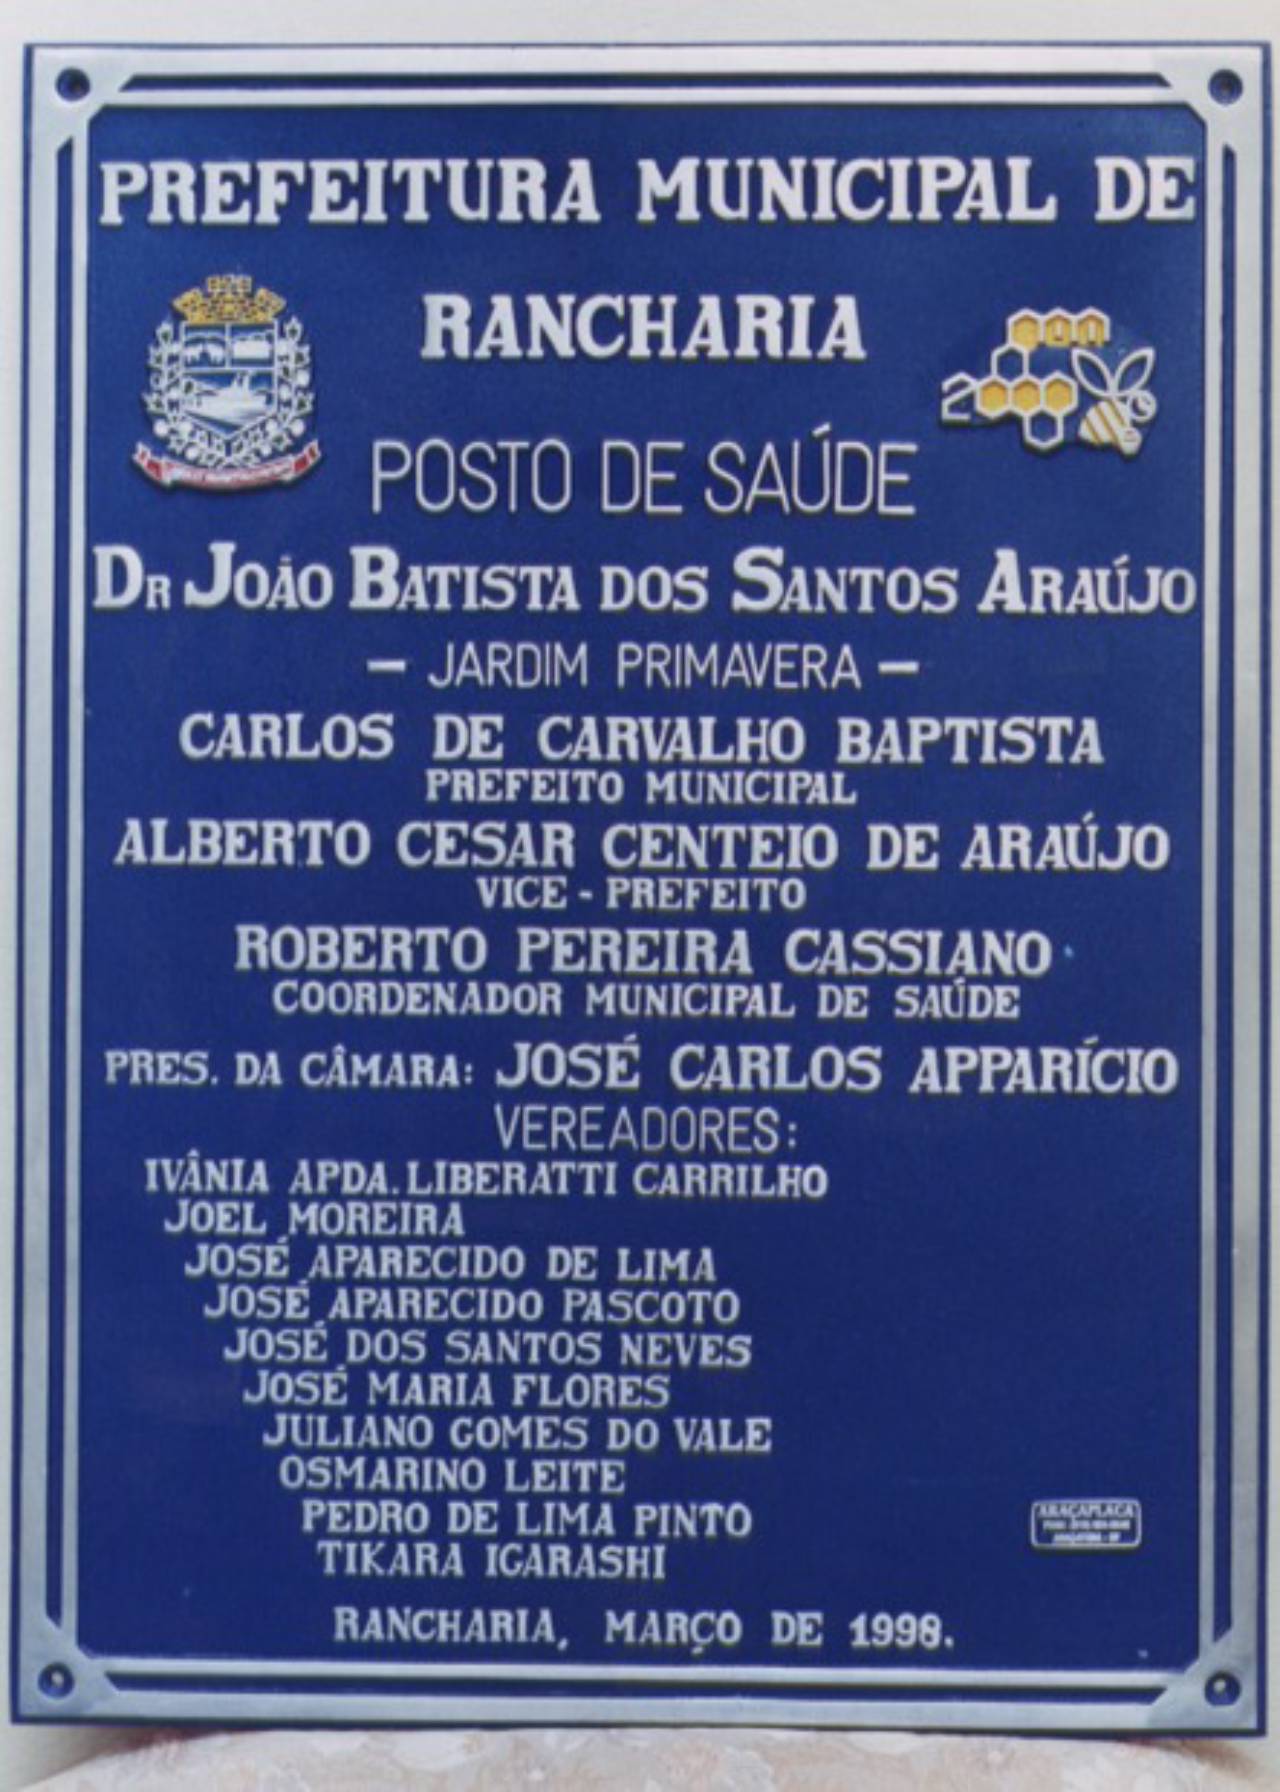 PREFEITURA MUNICIPAL DE
RANCHARIA
POSTO DE SAÚDE
DR JOÃO BATISTA DOS SANTOS ARAÚJO
– JARDIM PRIMAVERA –
CARLOS DE CARVALHO BAPTISTA
PREFEITO MUNICIPAL
ALBERTO CESAR CENTEIO DE ARAÚJO
VICE - PREFEITO
ROBERTO PEREIRA CASSIANO
COORDENADOR MUNICIPAL DE SAÚDE
PRES. DA CÂMARA: JOSÉ CARLOS APPARÍCIO
VEREADORES:
IVÂNIA APDA. LIBERATTI CARRILHO
JOEL MOREIRA
JOSÉ APARECIDO DE LIMA
JOSÉ APARECIDO PASCOTO
JOSÉ DOS SANTOS NEVES
JOSÉ MARIA FLORES
JULIANO GOMES DO VALE
OSMARINO LEITE
PEDRO DE LIMA PINTO
TIKARA IGARASHI
ARAÇAPLACA
RANCHARIA, MARÇO DE 1998.